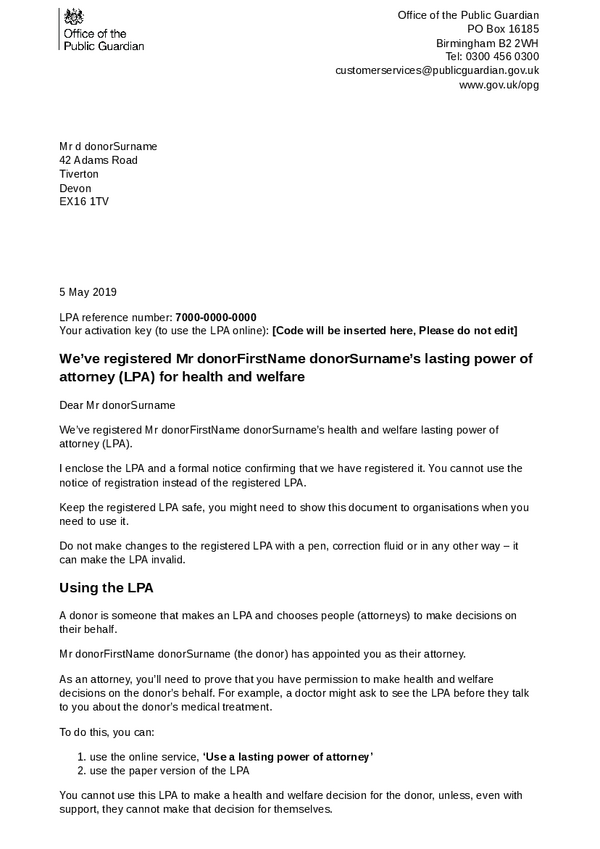 Office of the
Public Guardian
Office of the Public Guardian
PO Box 16185
Birmingham B2 2WH
Tel: 0300 456 0300
customerservices@publicguardian.gov.uk
www.gov.uk/opg
Mr d donorSurname
42 Adams Road
Tiverton
Devon
EX16 1TV
5 May 2019
LPA reference number: 7000-0000-0000
Your activation key (to use the LPA online): [Code will be inserted here, Please do not edit]
We’ve registered Mr donorFirstName donorSurname’s lasting power of
attorney (LPA) for health and welfare
Dear Mr donorSurname
We’ve registered Mr donorFirstName donorSurname’s health and welfare lasting power of
attorney (LPA).
I enclose the LPA and a formal notice confirming that we have registered it. You cannot use the
notice of registration instead of the registered LPA.
Keep the registered LPA safe, you might need to show this document to organisations when you
need to use it.
Do not make changes to the registered LPA with a pen, correction fluid or in any other way – it
can make the LPA invalid.
Using the LPA
A donor is someone that makes an LPA and chooses people (attorneys) to make decisions on
their behalf.
Mr donorFirstName donorSurname (the donor) has appointed you as their attorney.
As an attorney, you’ll need to prove that you have permission to make health and welfare
decisions on the donor’s behalf. For example, a doctor might ask to see the LPA before they talk
to you about the donor’s medical treatment.
To do this, you can:
1. use the online service, ‘Use a lasting power of attorney’
2. use the paper version of the LPA
You cannot use this LPA to make a health and welfare decision for the donor, unless, even with
support, they cannot make that decision for themselves.